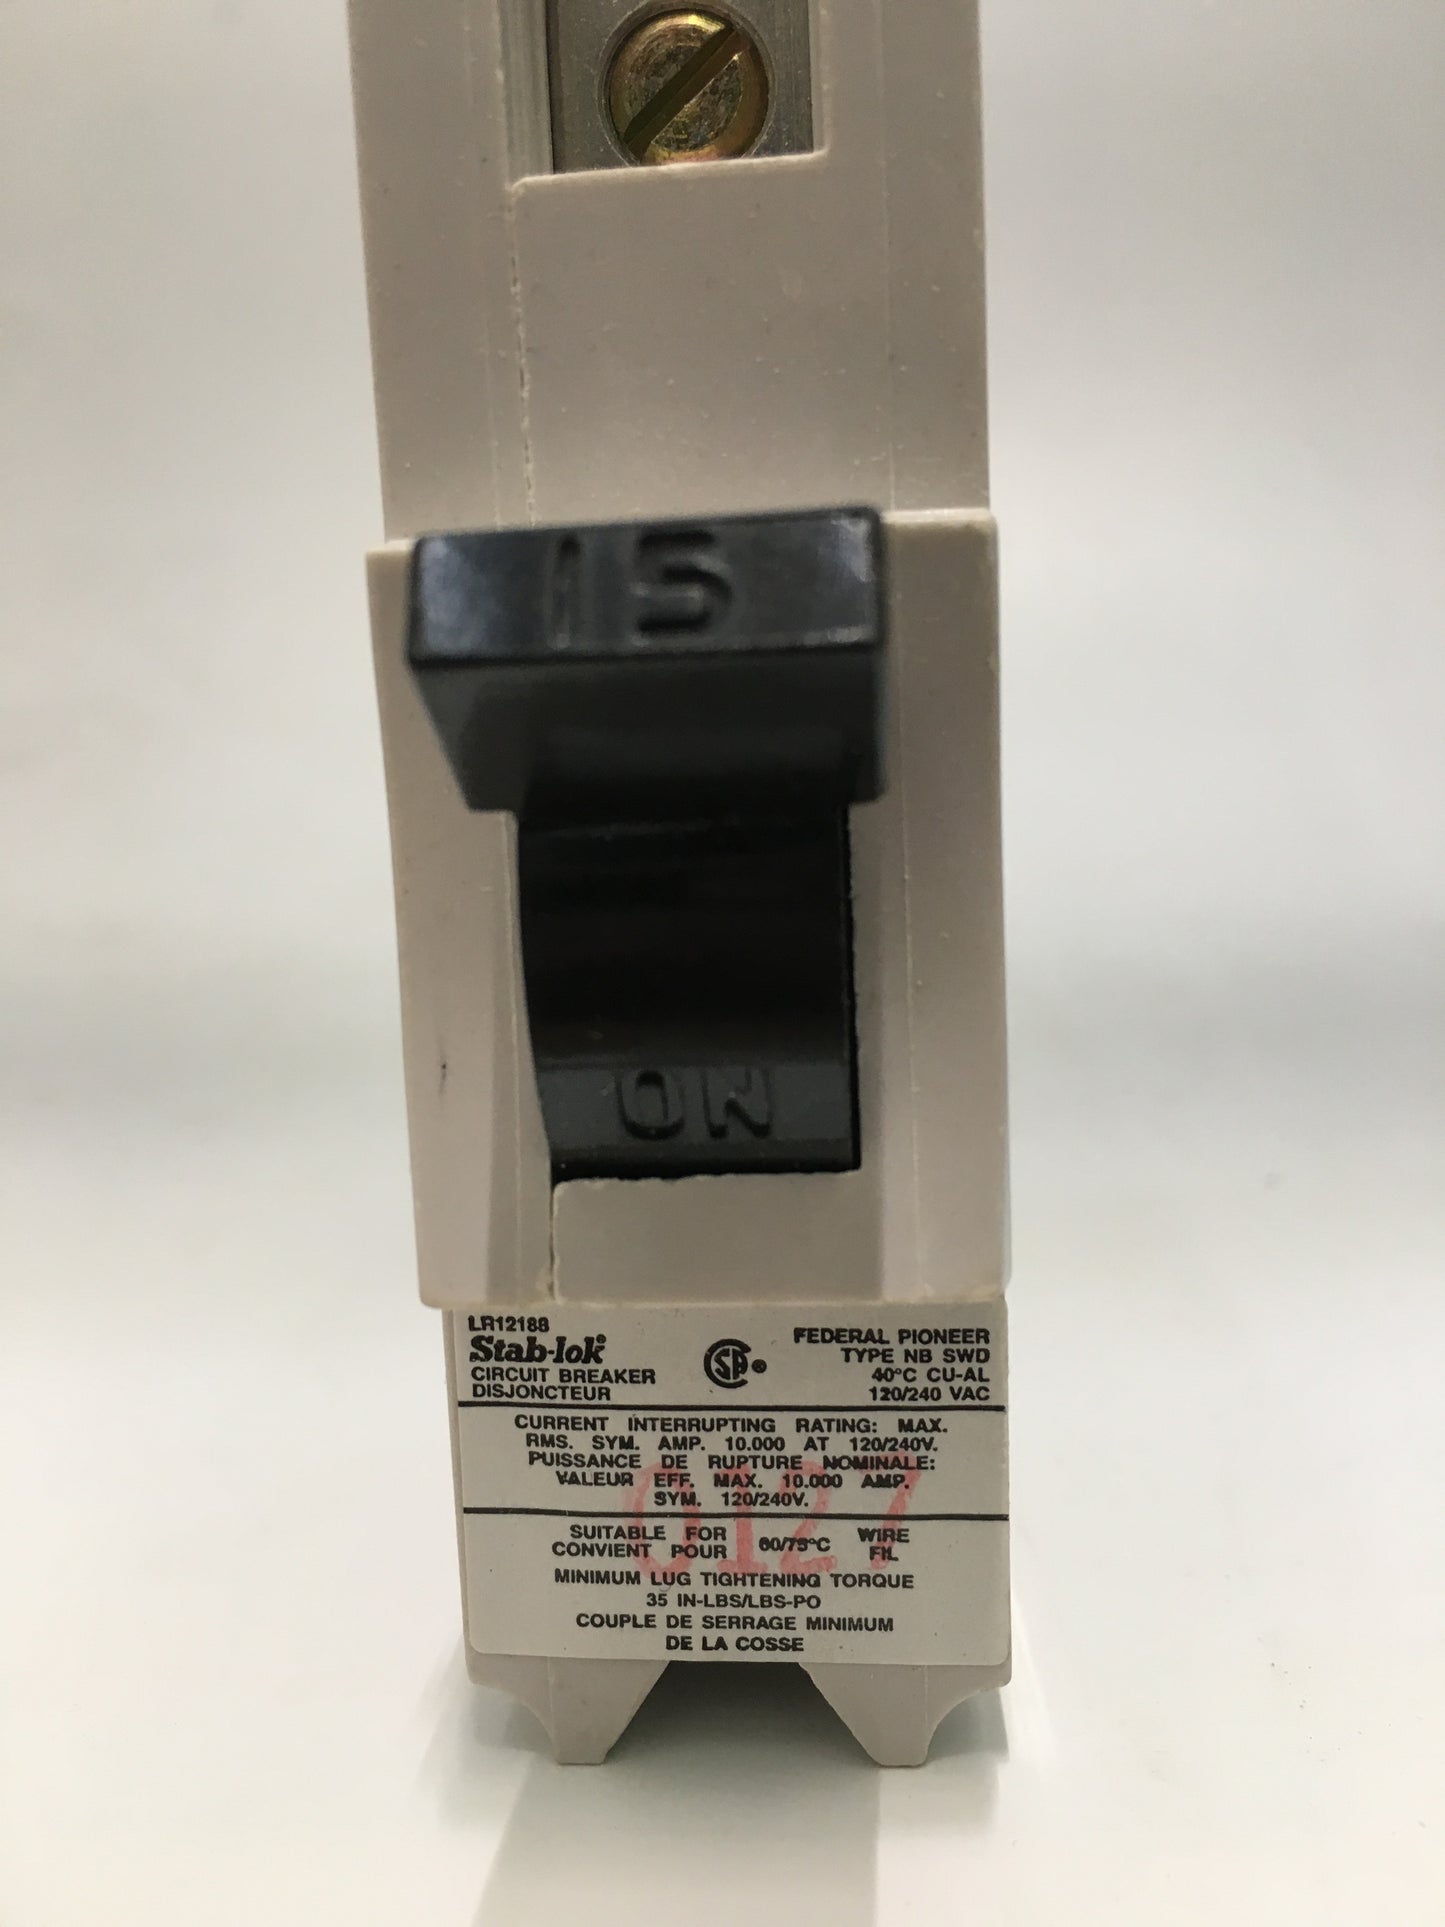 15
ON
LR12188
Stab-lok®
CIRCUIT BREAKER
DISJONCTEUR
CSA®
FEDERAL PIONEER
TYPE NB SWD
40°C CU-AL
120/240 VAC
CURRENT INTERRUPTING RATING: MAX.
RMS. SYM. AMP. 10.000 AT 120/240V.
PUISSANCE DE RUPTURE NOMINALE:
VALEUR EFF. MAX. 10.000 AMP.
SYM. 120/240V.
0127
SUITABLE FOR 60/75°C WIRE
CONVIENT POUR FIL
MINIMUM LUG TIGHTENING TORQUE
35 IN-LBS/LBS-PO
COUPLE DE SERRAGE MINIMUM
DE LA COSSE